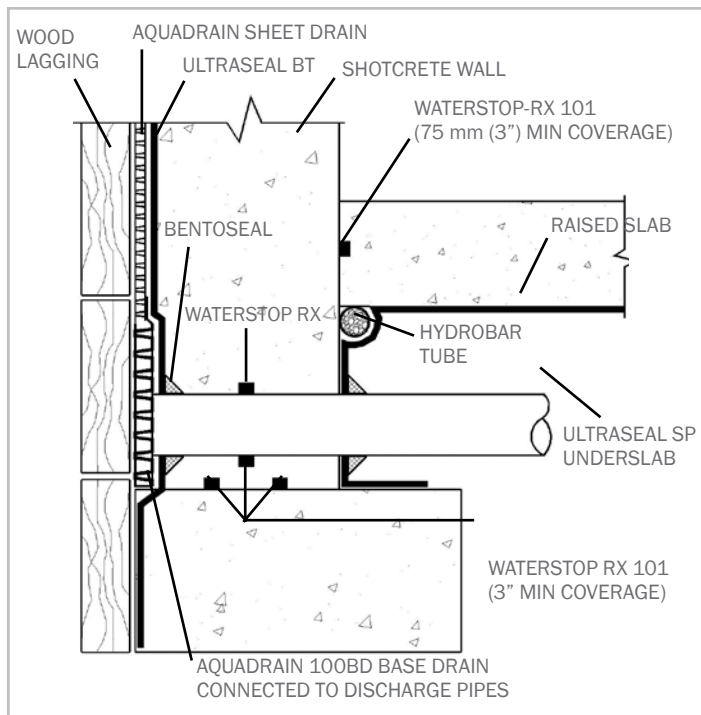 WOOD
LAGGING
AQUADRAIN SHEET DRAIN
ULTRASEAL BT
SHOTCRETE WALL
WATERSTOP-RX 101
(75 mm (3") MIN COVERAGE)
BENTOSEAL
RAISED SLAB
WATERSTOP RX
HYDROBAR
TUBE
ULTRASEAL SP
UNDERSLAB
WATERSTOP RX 101
(3" MIN COVERAGE)
AQUADRAIN 100BD BASE DRAIN
CONNECTED TO DISCHARGE PIPES